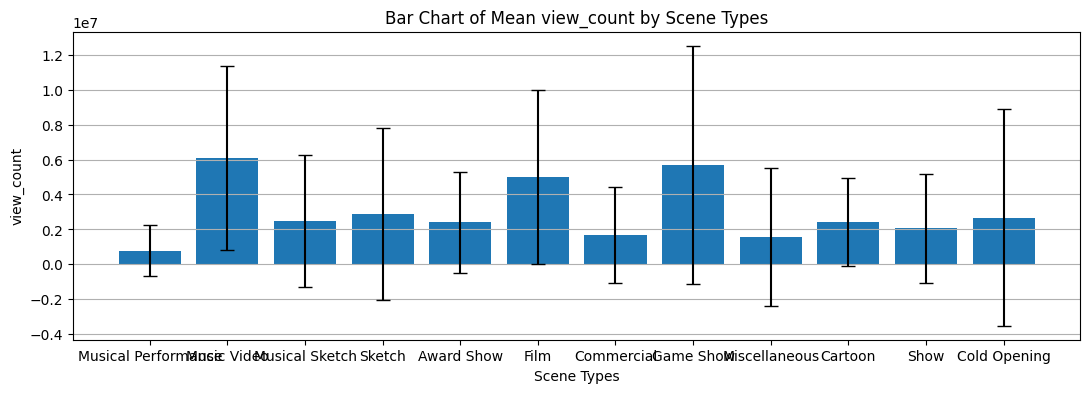 Bar Chart of Mean view_count by Scene Types
1e7
1.2
1.0
0.8
0.6
0.4
0.2
0.0
−0.2
−0.4
view_count
Musical Performance Music Video Musical Sketch Sketch Award Show Film Commercial Game Show Miscellaneous Cartoon Show Cold Opening
Scene Types